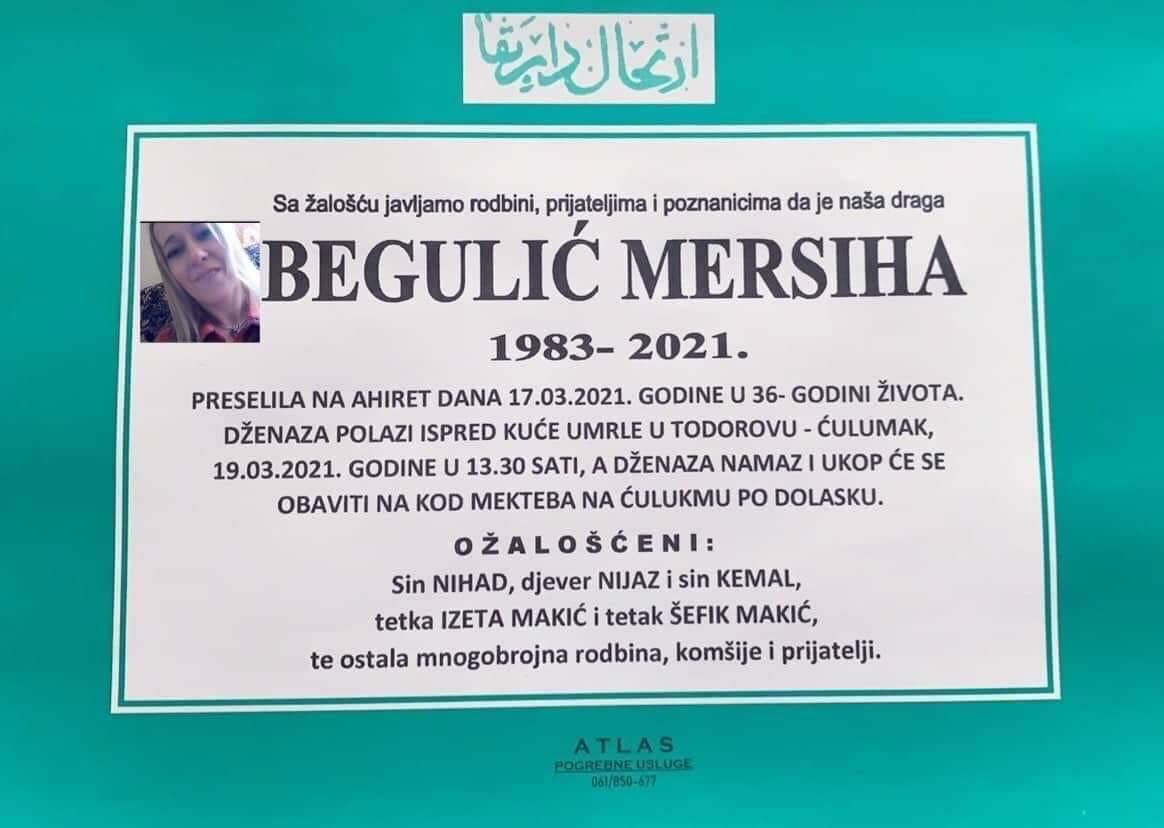 ارتحال دار بقا
Sa žalošću javljamo rodbini, prijateljima i poznanicima da je naša draga
BEGULIĆ MERSIHA
1983- 2021.
PRESELILA NA AHIRET DANA 17.03.2021. GODINE U 36- GODINI ŽIVOTA.
DŽENAZA POLAZI ISPRED KUĆE UMRLE U TODOROVU - ĆULUMAK,
19.03.2021. GODINE U 13.30 SATI, A DŽENAZA NAMAZ I UKOP ĆE SE
OBAVITI NA KOD MEKTEBA NA ĆULUKMU PO DOLASKU.
OŽALOŠĆENI:
Sin NIHAD, djever NIJAZ i sin KEMAL,
tetka IZETA MAKIĆ i tetak ŠEFIK MAKIĆ,
te ostala mnogobrojna rodbina, komšije i prijatelji.
ATLAS
POGREBNE USLUGE
061/850-677